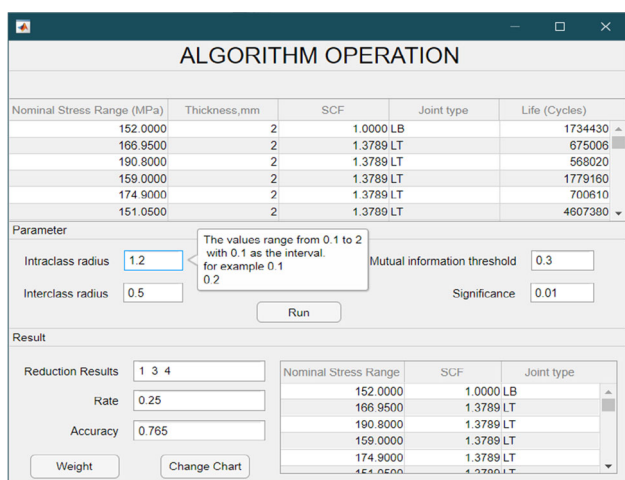 ALGORITHM OPERATION
Nominal Stress Range (MPa) Thickness,mm SCF Joint type Life (Cycles)
152.0000 2 1.0000 LB 1734430
166.9500 2 1.3789 LT 675006
190.8000 2 1.3789 LT 568020
159.0000 2 1.3789 LT 1779160
174.9000 2 1.3789 LT 700610
151.0500 2 1.3789 LT 4607380
Parameter
The values range from 0.1 to 2
with 0.1 as the interval.
for example 0.1
0.2
Intraclass radius 1.2 Mutual information threshold 0.3
Interclass radius 0.5 Significance 0.01
Run
Result
Reduction Results 1 3 4
Rate 0.25
Accuracy 0.765
Weight Change Chart
Nominal Stress Range SCF Joint type
152.0000 1.0000 LB
166.9500 1.3789 LT
190.8000 1.3789 LT
159.0000 1.3789 LT
174.9000 1.3789 LT
151.0500 1.3789 LT